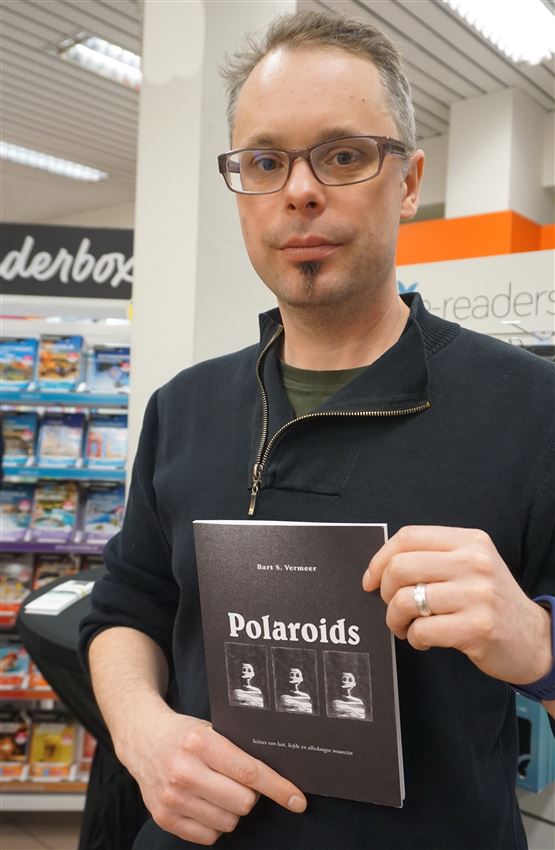 derbox
e-readers
Bart S. Vermeer
Polaroids
Scènes van lust, liefde en alledaagse waanzin